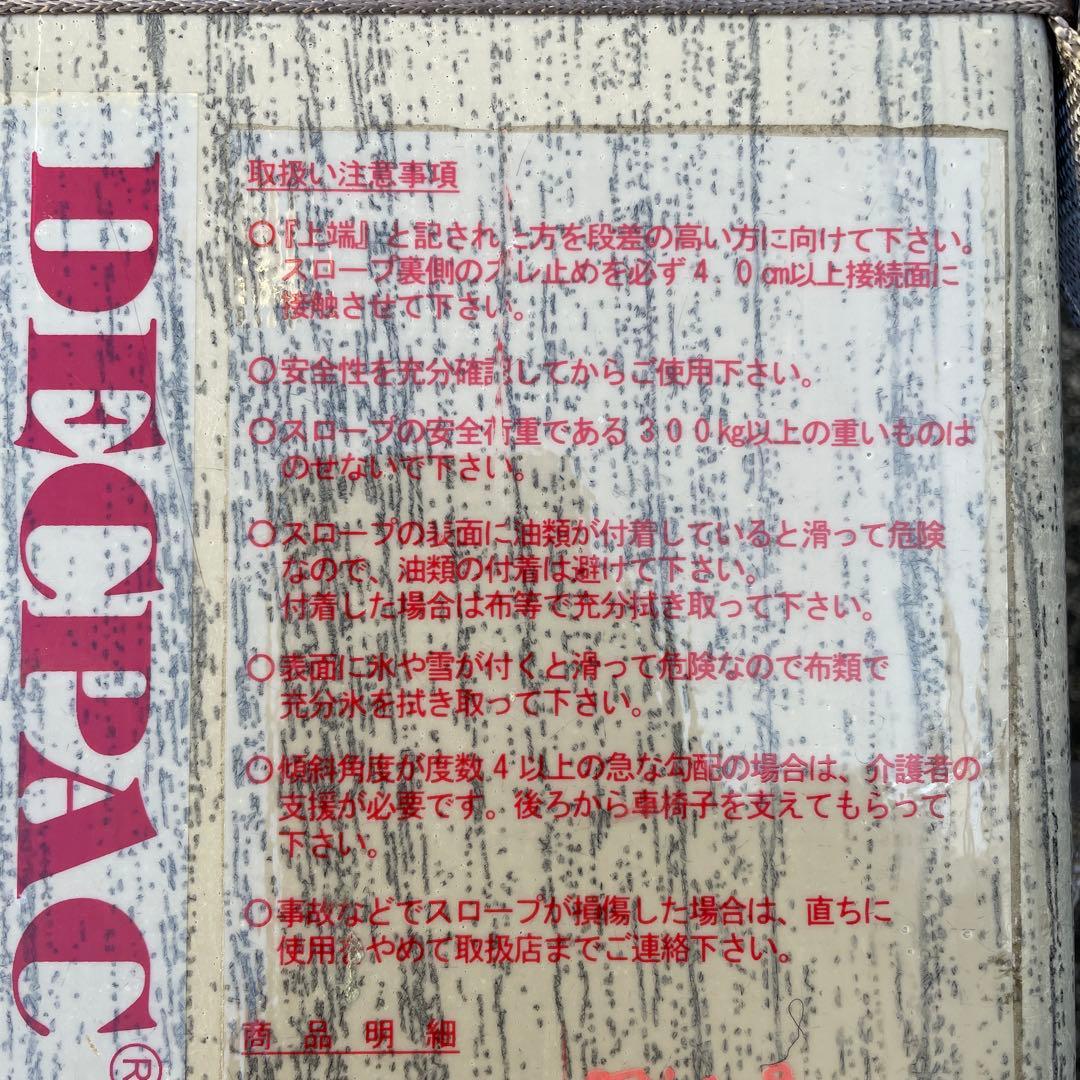 DECPAC®
取扱い注意事項
○『上端』と記された方を段差の高い方に向けて下さい。
スロープ裏側のズレ止めを必ず4.0㎝以上接続面に
接触させて下さい。
○安全性を充分確認してからご使用下さい。
○スロープの安全荷重である300㎏以上の重いものは
のせないで下さい。
○スロープの表面に油類が付着していると滑って危険
なので、油類の付着は避けて下さい。
付着した場合は布等で充分拭き取って下さい。
○表面に氷や雪が付くと滑って危険なので布類で
充分氷を拭き取って下さい。
○傾斜角度が度数4以上の急な勾配の場合は、介護者の
支援が必要です。後ろから車椅子を支えてもらって
下さい。
○事故などでスロープが損傷した場合は、直ちに
使用をやめて取扱店までご連絡下さい。
商品明細